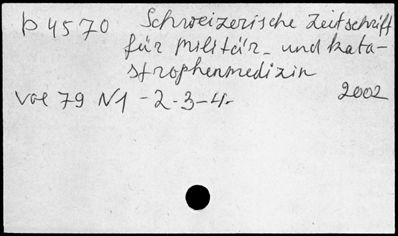 p 4570 Schweizerische Zeitschrift
für Militär- und Kata-
strophenmedizin
Vol 79 N1 - 2 - 3 - 4 -
2002